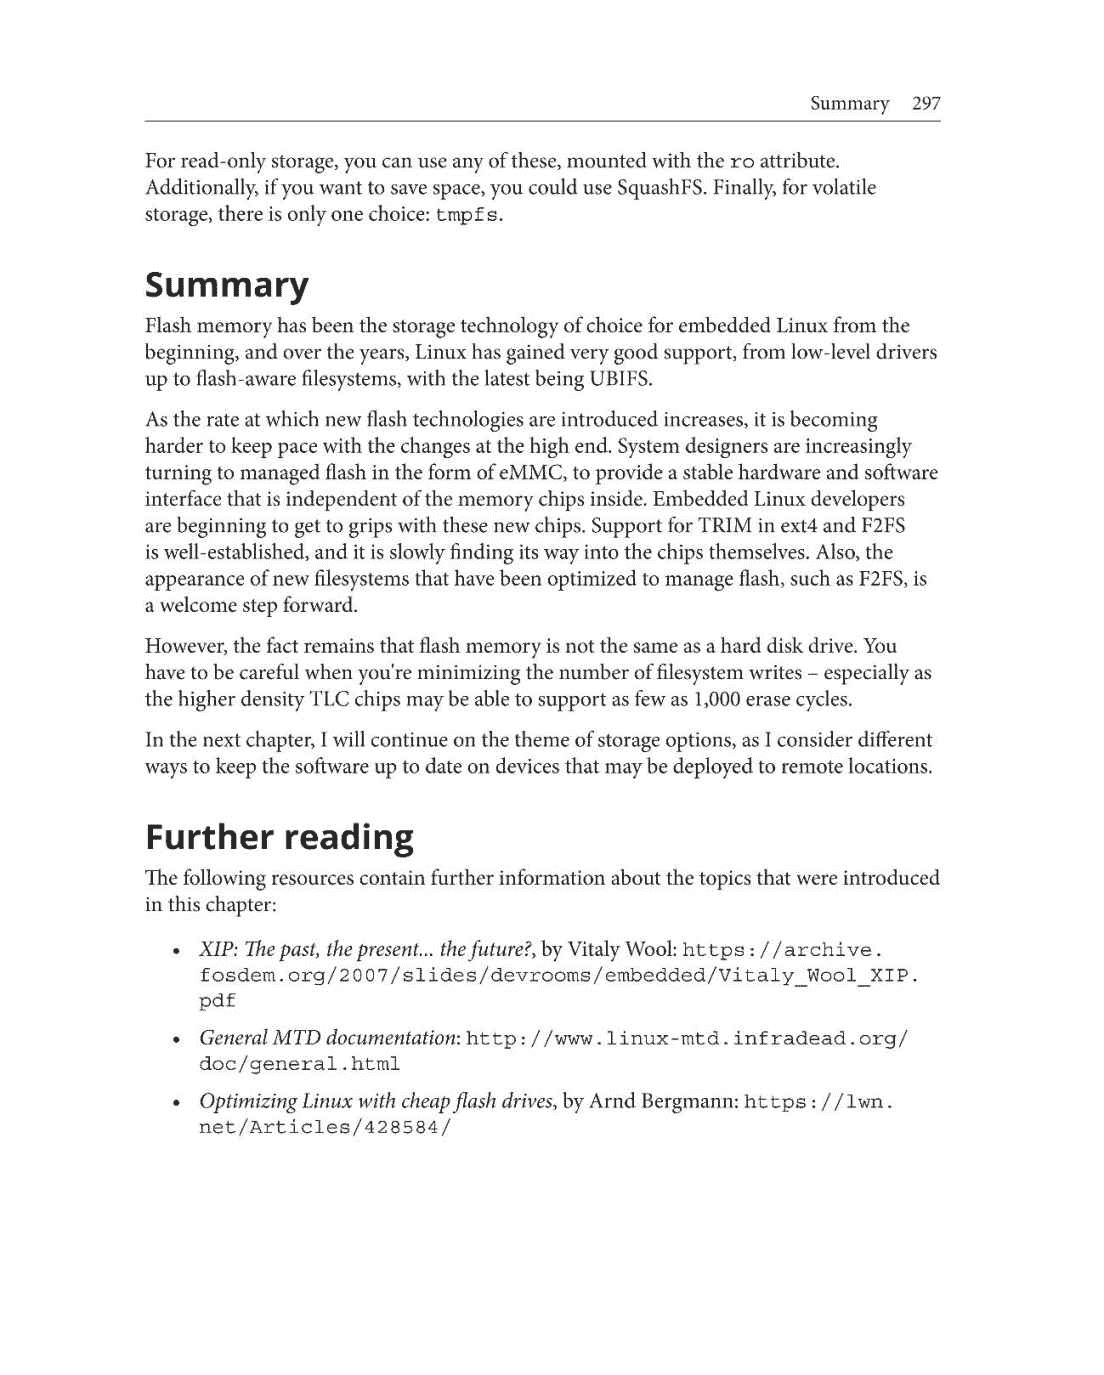 Summary 297
For read-only storage, you can use any of these, mounted with the ro attribute.
Additionally, if you want to save space, you could use SquashFS. Finally, for volatile
storage, there is only one choice: tmpfs.
Summary
Flash memory has been the storage technology of choice for embedded Linux from the
beginning, and over the years, Linux has gained very good support, from low-level drivers
up to flash-aware filesystems, with the latest being UBIFS.
As the rate at which new flash technologies are introduced increases, it is becoming
harder to keep pace with the changes at the high end. System designers are increasingly
turning to managed flash in the form of eMMC, to provide a stable hardware and software
interface that is independent of the memory chips inside. Embedded Linux developers
are beginning to get to grips with these new chips. Support for TRIM in ext4 and F2FS
is well-established, and it is slowly finding its way into the chips themselves. Also, the
appearance of new filesystems that have been optimized to manage flash, such as F2FS, is
a welcome step forward.
However, the fact remains that flash memory is not the same as a hard disk drive. You
have to be careful when you're minimizing the number of filesystem writes – especially as
the higher density TLC chips may be able to support as few as 1,000 erase cycles.
In the next chapter, I will continue on the theme of storage options, as I consider different
ways to keep the software up to date on devices that may be deployed to remote locations.
Further reading
The following resources contain further information about the topics that were introduced
in this chapter:
• XIP: The past, the present... the future?, by Vitaly Wool: https://archive.
fosdem.org/2007/slides/devrooms/embedded/Vitaly_Wool_XIP.
pdf
• General MTD documentation: http://www.linux-mtd.infradead.org/
doc/general.html
• Optimizing Linux with cheap flash drives, by Arnd Bergmann: https://lwn.
net/Articles/428584/